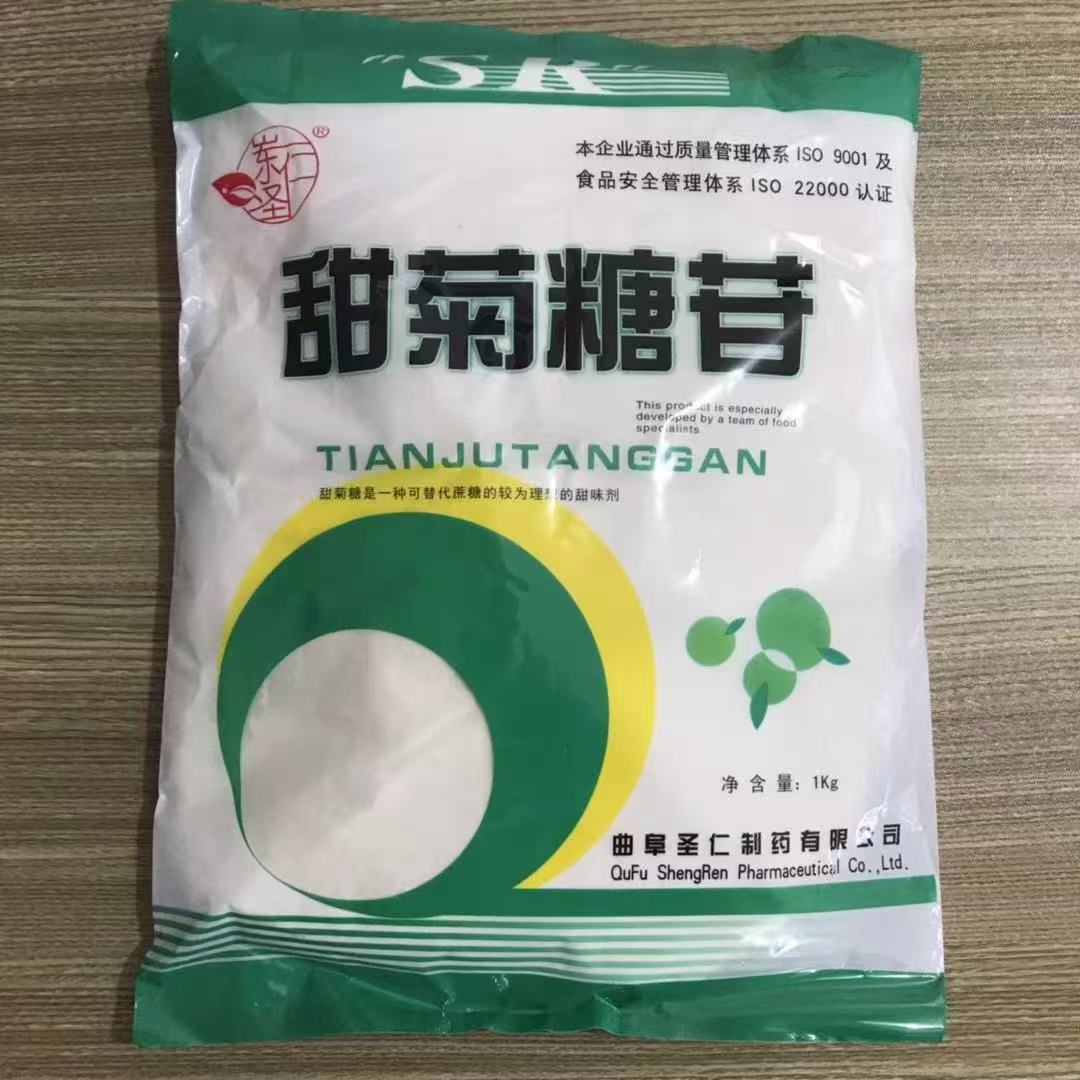 "SR"
东仁圣®
本企业通过质量管理体系 ISO 9001 及
食品安全管理体系 ISO 22000 认证
甜菊糖苷
This product is especially
developed by a team of food
specialists
TIANJUTANGGAN
甜菊糖是一种可替代蔗糖的较为理想的甜味剂
净含量：1Kg
曲阜圣仁制药有限公司
QuFu ShengRen Pharmaceutical Co.,Ltd.